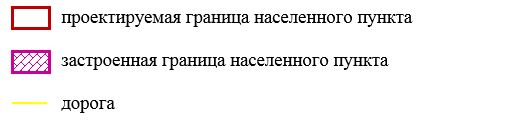 проектируемая граница населенного пункта
застроенная граница населенного пункта
дорога